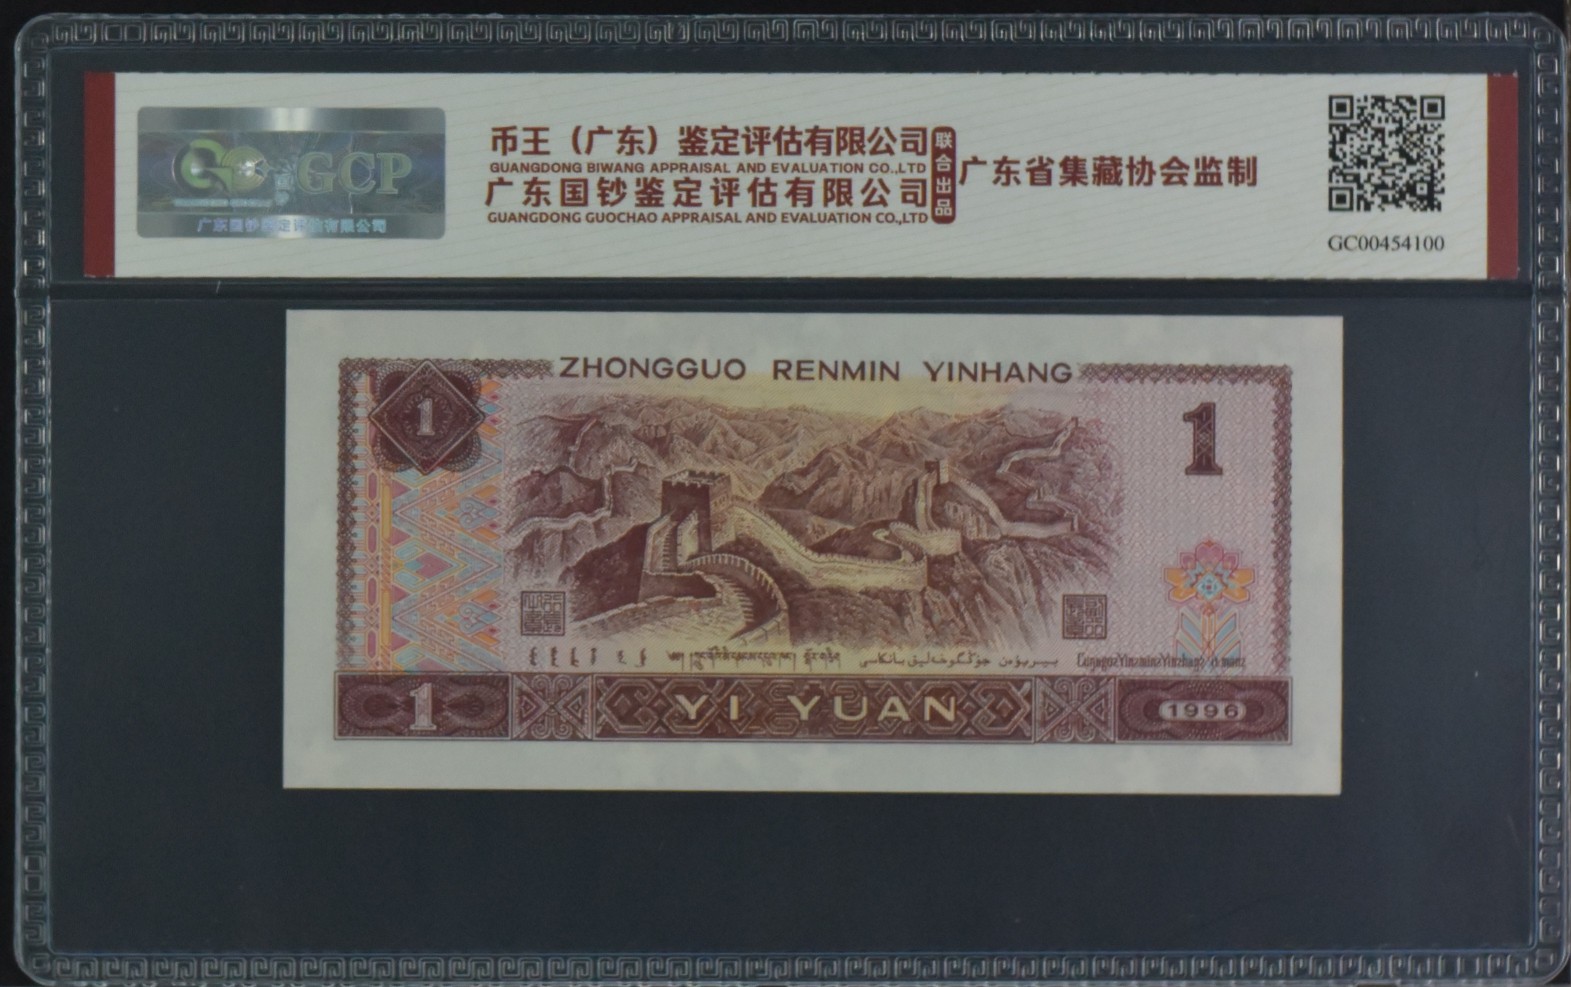 GCP
广东国钞鉴定评估有限公司
币王（广东）鉴定评估有限公司
GUANGDONG BIWANG APPRAISAL AND EVALUATION CO.,LTD
广东国钞鉴定评估有限公司
GUANGDONG GUOCHAO APPRAISAL AND EVALUATION CO.,LTD
联合出品
广东省集藏协会监制
GC00454100
ZHONGGUO RENMIN YINHANG
1
1
1
YI YUAN
1996